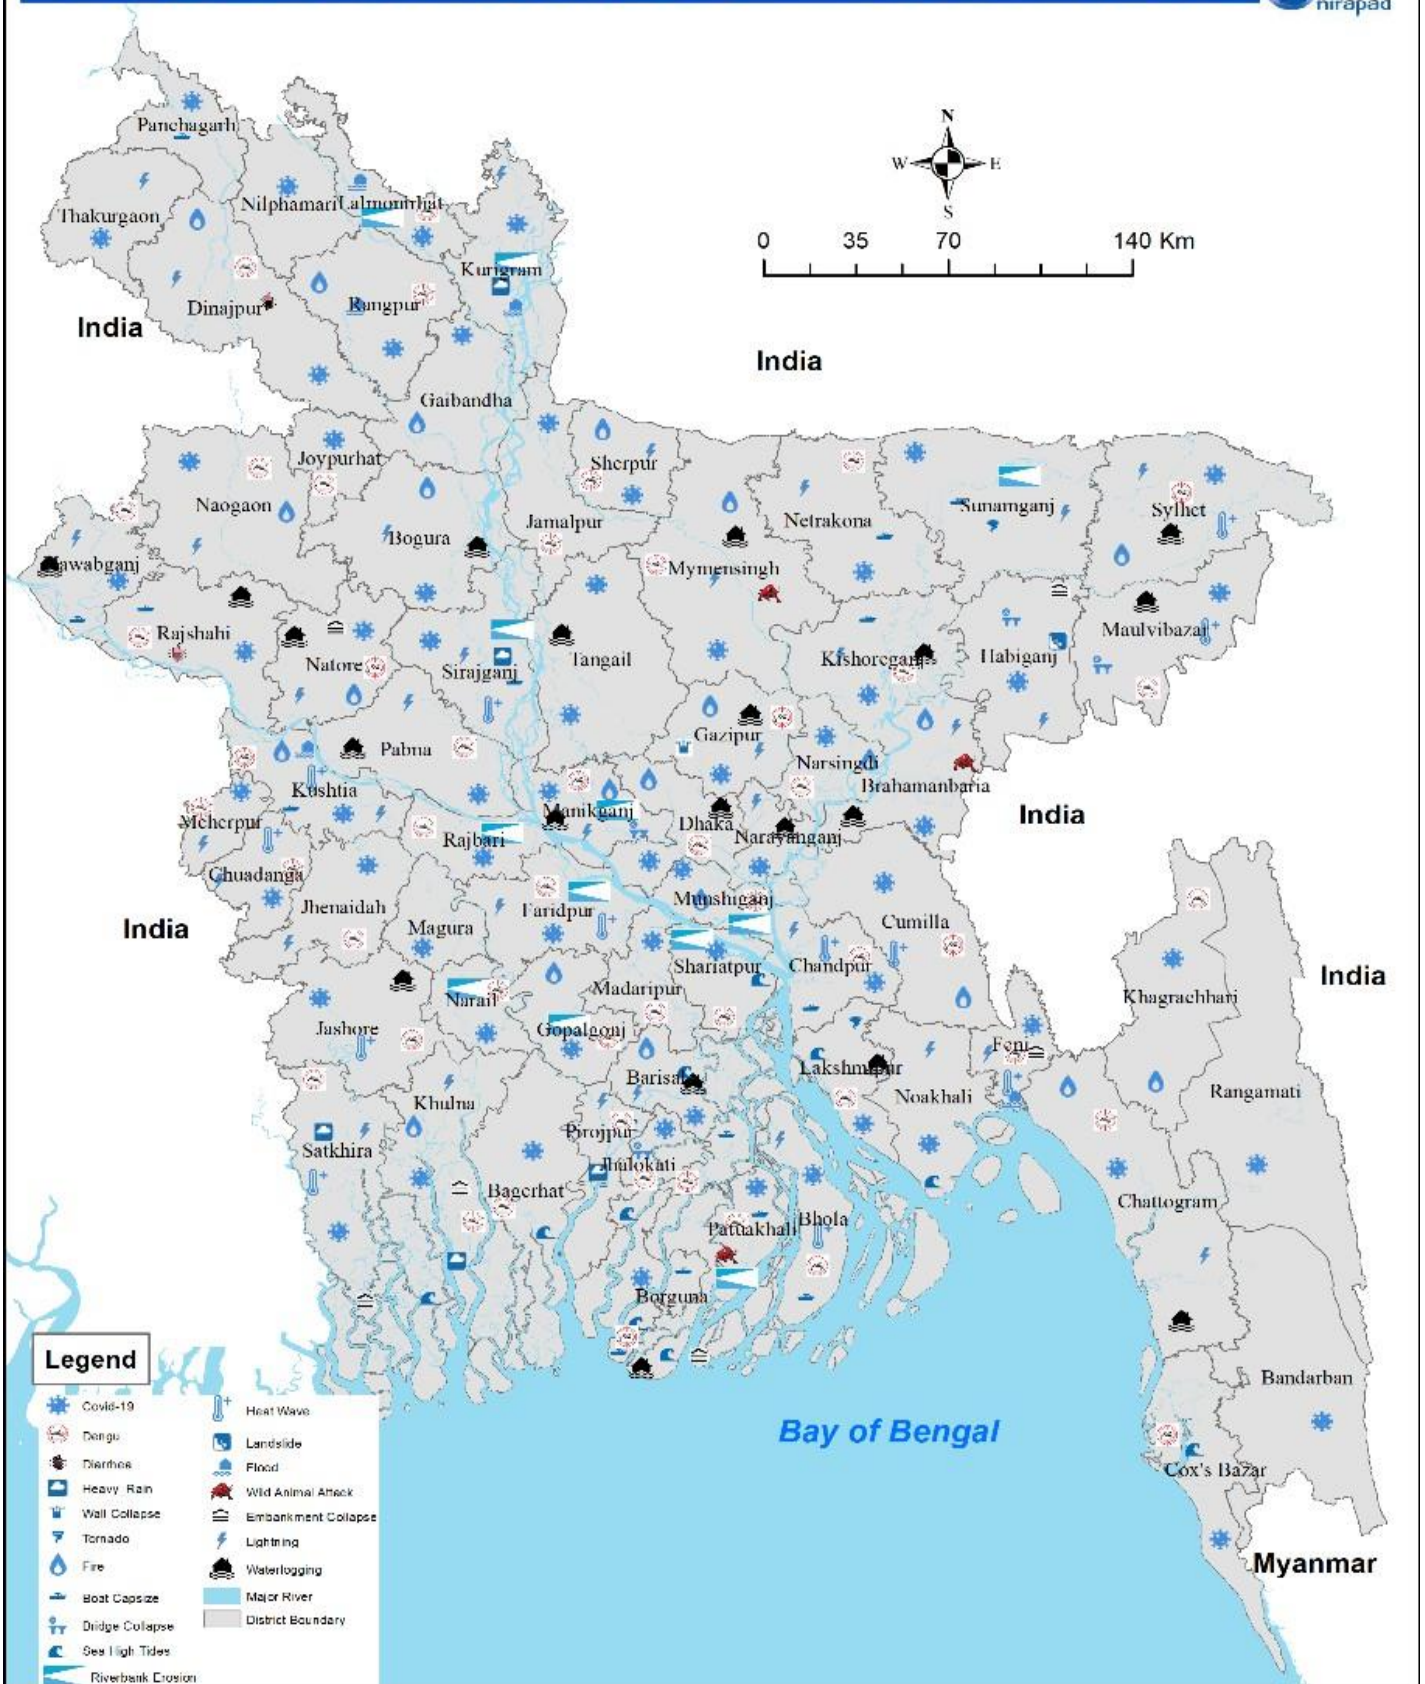 nirapad
N
W E
S
0 35 70 140 Km
Panchagarh
Thakurgaon
Nilphamari
Lalmonirhat
Kurigram
Dinajpur
Rangpur
India
India
Gaibandha
Joypurhat
Sherpur
Naogaon
Bogura
Jamalpur
Netrakona
Sunamganj
Sylhet
Nawabganj
Mymensingh
Rajshahi
Natore
Sirajganj
Tangail
Kishoreganj
Habiganj
Maulvibazar
Pabna
Gazipur
Narsingdi
Kushtia
Brahamanbaria
Meherpur
Manikganj
Dhaka
Narayanganj
India
Rajbari
Chuadanga
Jhenaidah
Magura
Faridpur
Munshiganj
Cumilla
India
Shariatpur
Chandpur
India
Narail
Madaripur
Khagrachhari
Jashore
Gopalgonj
Feni
Barisal
Lakshmipur
Noakhali
Rangamati
Khulna
Pirojpur
Satkhira
Jhalokati
Bagerhat
Patuakhali
Bhola
Chattogram
Borguna
Bandarban
Bay of Bengal
Cox's Bazar
Myanmar
Legend
Covid-19
Dengu
Diarrhea
Heavy Rain
Wall Collapse
Tornado
Fire
Boat Capsize
Bridge Collapse
Sea High Tides
Riverbank Erosion
Heat Wave
Landslide
Flood
Wild Animal Attack
Embankment Collapse
Lightning
Waterlogging
Major River
District Boundary